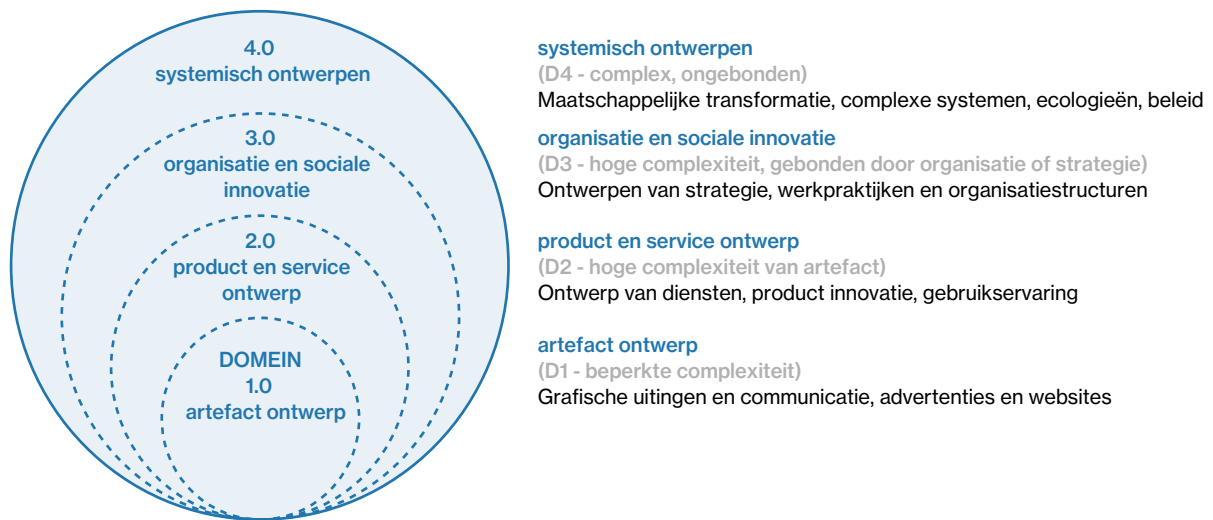 4.0
systemisch ontwerpen
3.0
organisatie en sociale
innovatie
2.0
product en service
ontwerp
DOMEIN
1.0
artefact ontwerp
systemisch ontwerpen
(D4 - complex, ongebonden)
Maatschappelijke transformatie, complexe systemen, ecologieën, beleid
organisatie en sociale innovatie
(D3 - hoge complexiteit, gebonden door organisatie of strategie)
Ontwerpen van strategie, werkpraktijken en organisatiestructuren
product en service ontwerp
(D2 - hoge complexiteit van artefact)
Ontwerp van diensten, product innovatie, gebruikservaring
artefact ontwerp
(D1 - beperkte complexiteit)
Grafische uitingen en communicatie, advertenties en websites